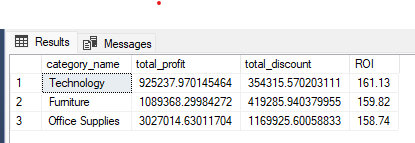 Results Messages
category_name total_profit total_discount ROI
1 Technology 925237.970145464 354315.570203111 161.13
2 Furniture 1089368.29984272 419285.940379955 159.82
3 Office Supplies 3027014.63011704 1169925.60058833 158.74